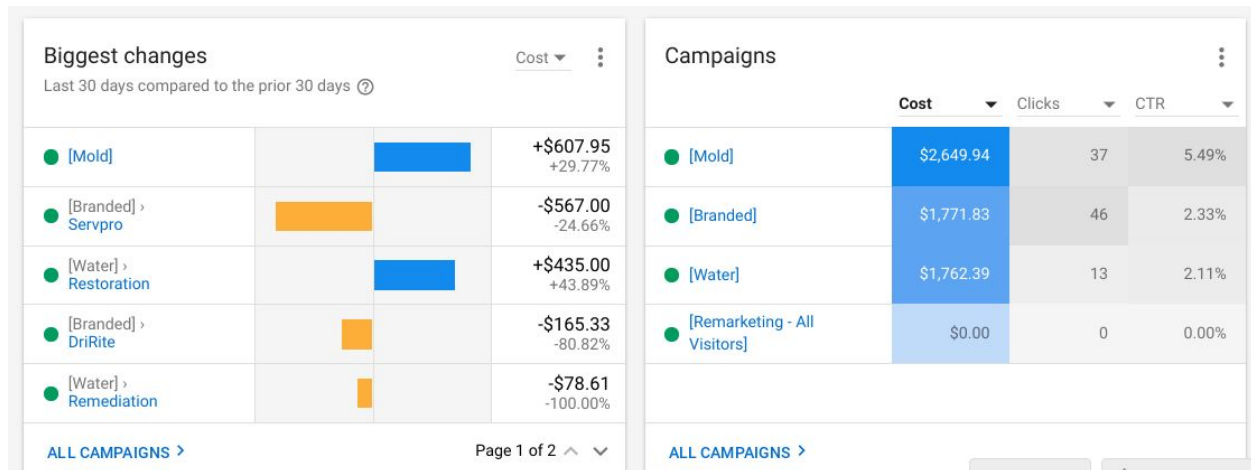 Biggest changes
Cost
Last 30 days compared to the prior 30 days
[Mold]
+$607.95
+29.77%
[Branded] ›
Servpro
-$567.00
-24.66%
[Water] ›
Restoration
+$435.00
+43.89%
[Branded] ›
DriRite
-$165.33
-80.82%
[Water] ›
Remediation
-$78.61
-100.00%
ALL CAMPAIGNS
Page 1 of 2
Campaigns
Cost Clicks CTR
[Mold] $2,649.94 37 5.49%
[Branded] $1,771.83 46 2.33%
[Water] $1,762.39 13 2.11%
[Remarketing - All
Visitors] $0.00 0 0.00%
ALL CAMPAIGNS